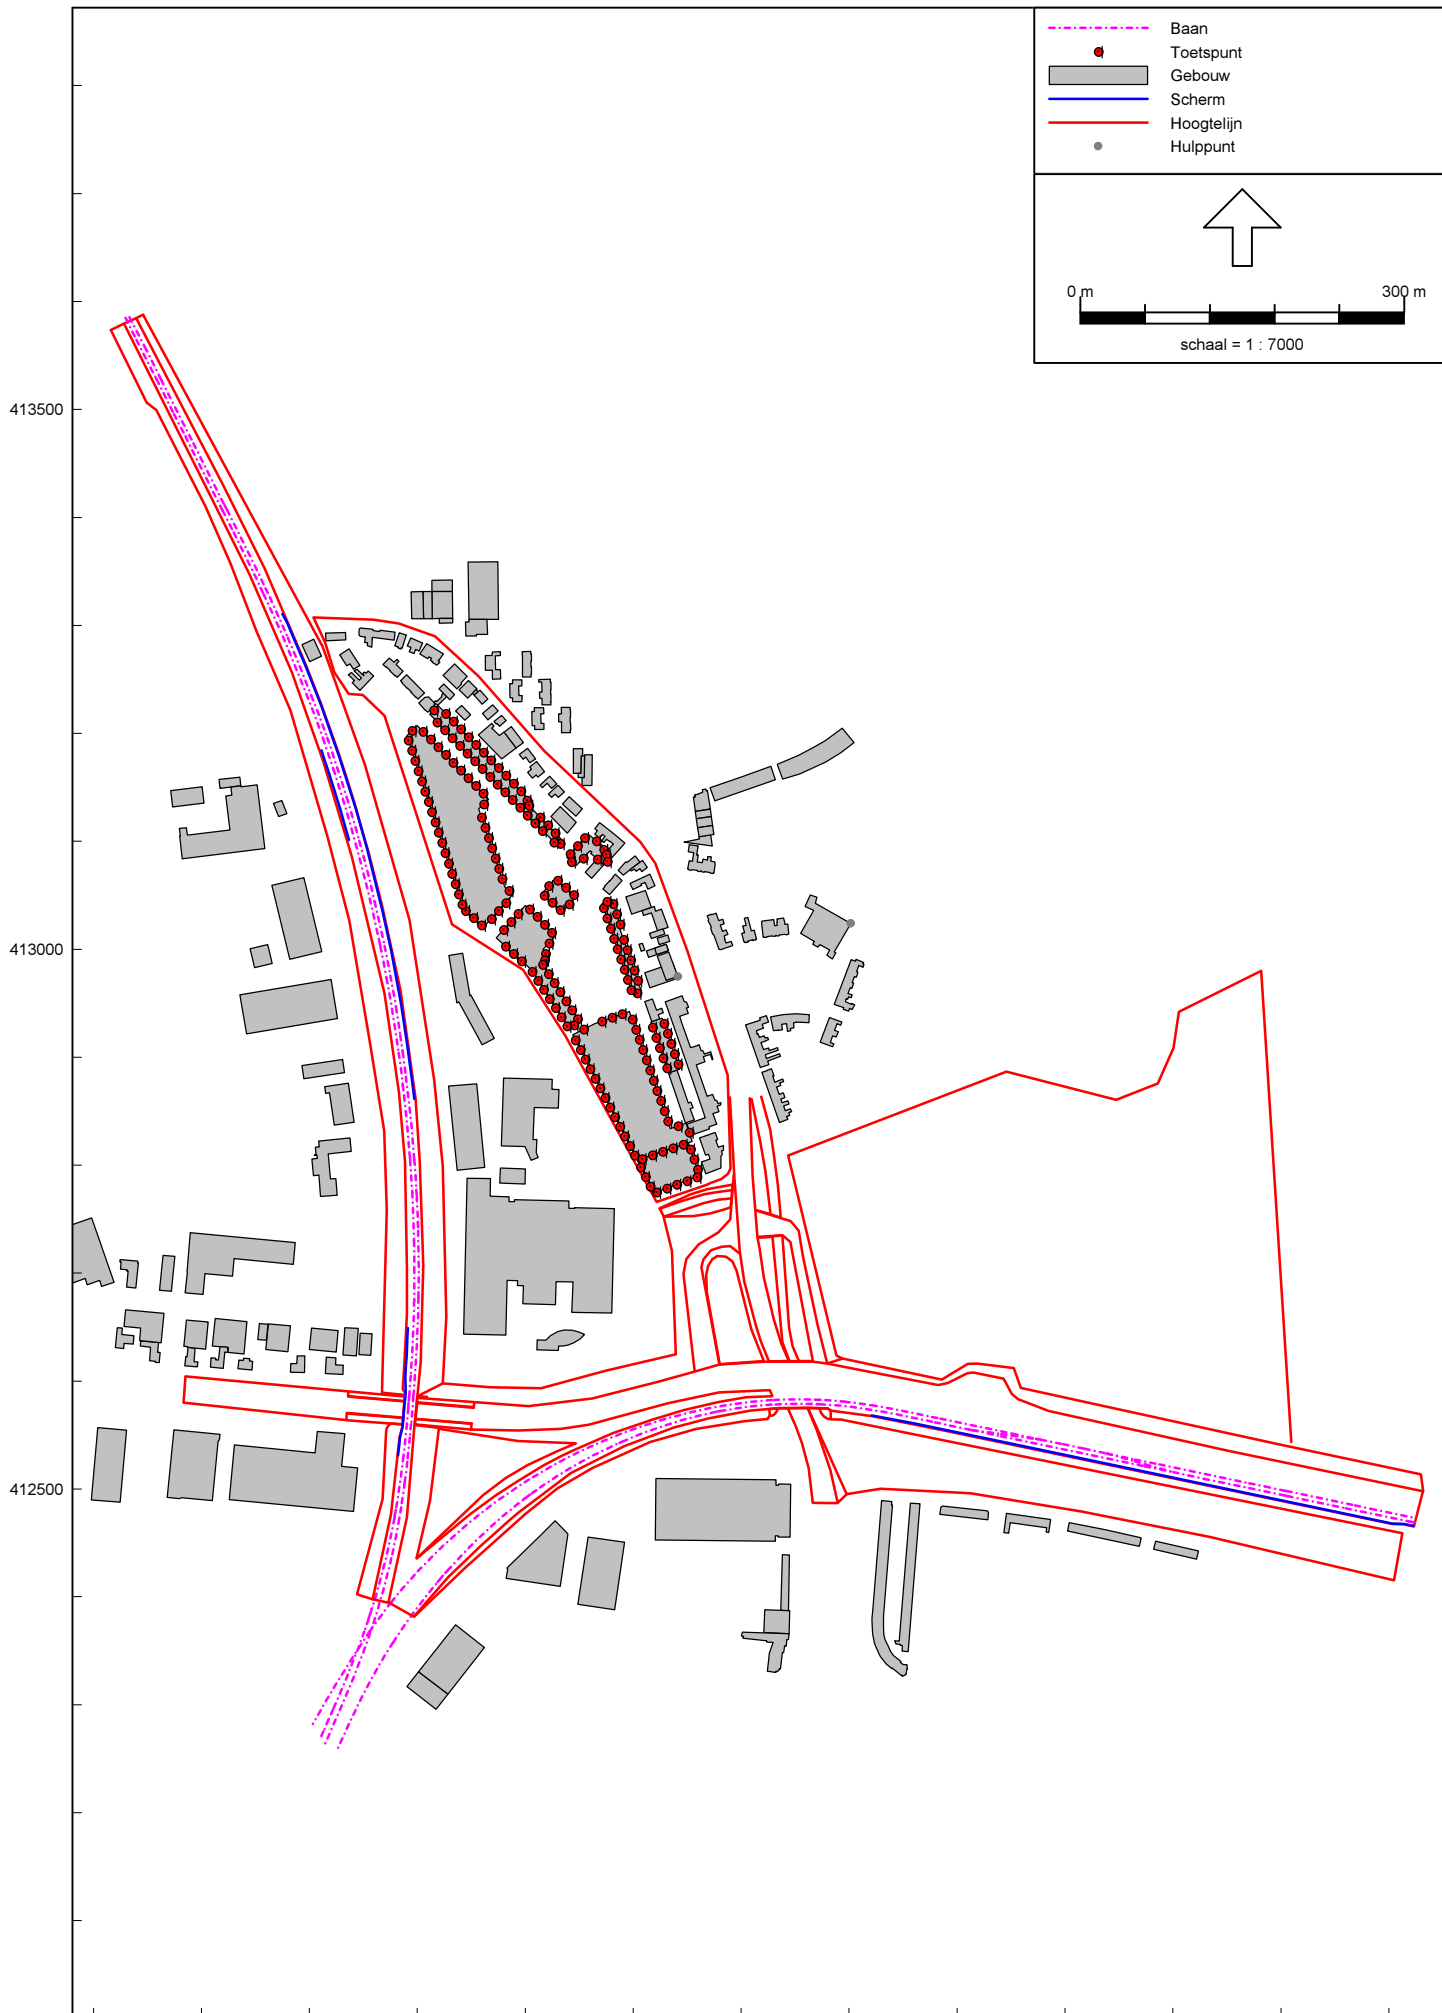 Baan
Toetspunt
Gebouw
Scherm
Hoogtelijn
Hulppunt
0 m 300 m
schaal = 1 : 7000
413500
413000
412500